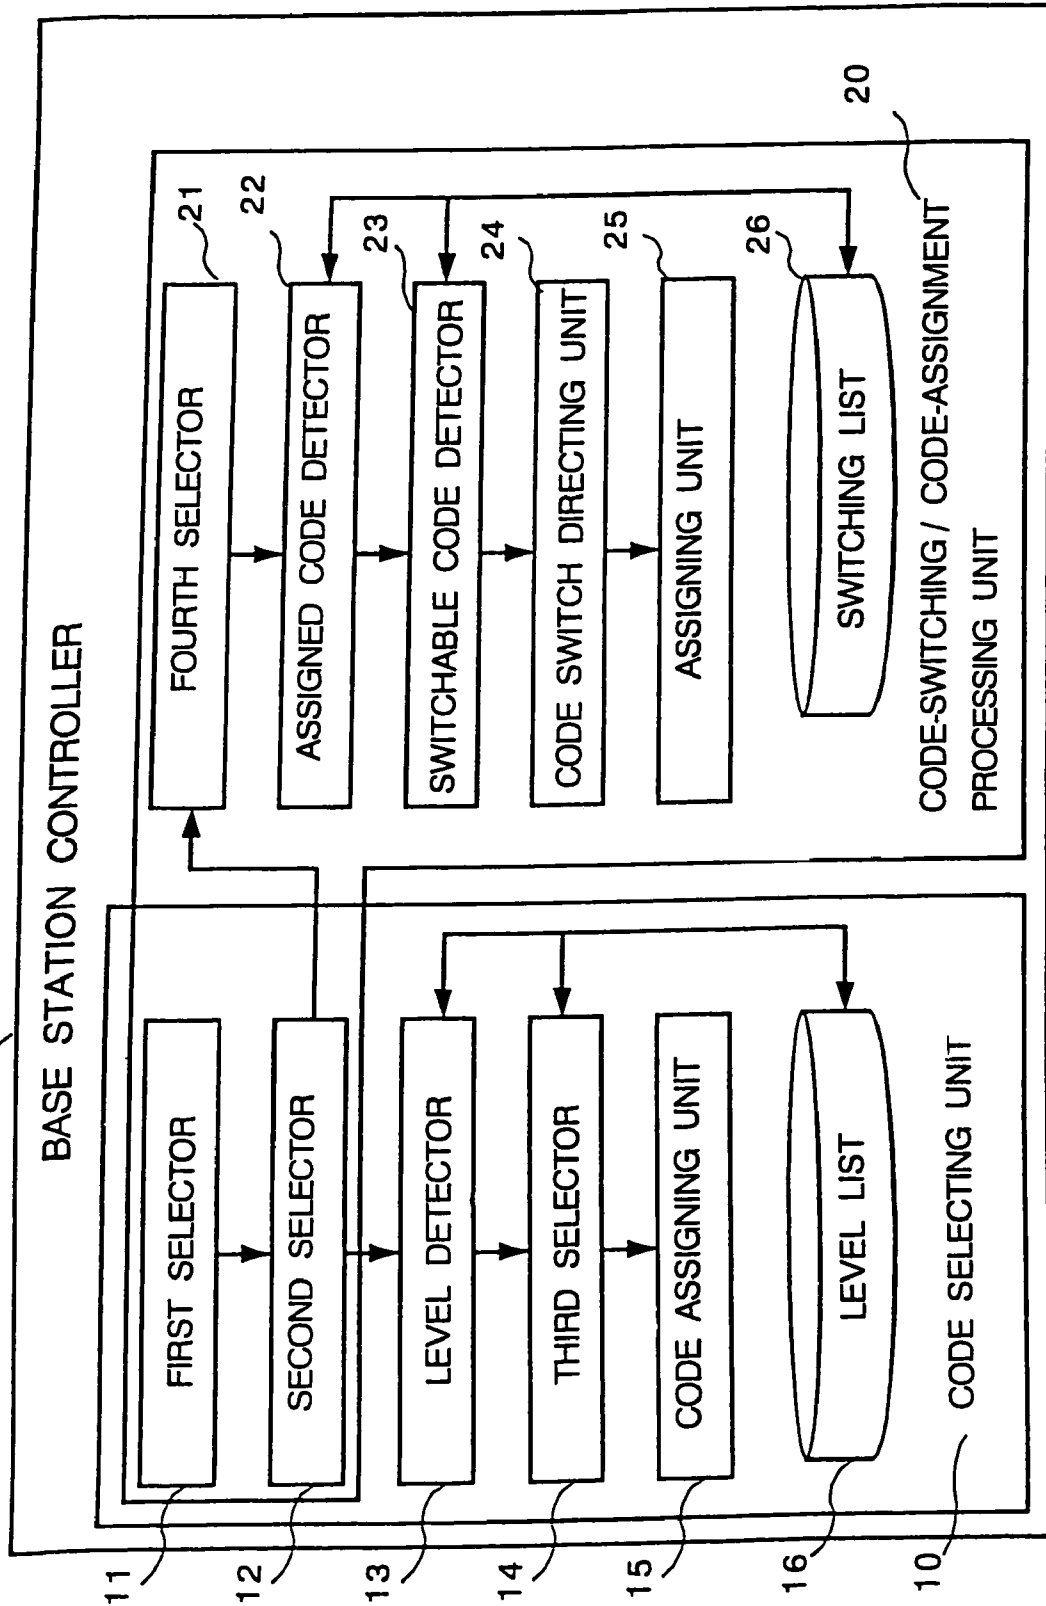 BASE STATION CONTROLLER
11
FIRST SELECTOR
12
SECOND SELECTOR
13
LEVEL DETECTOR
14
THIRD SELECTOR
15
CODE ASSIGNING UNIT
16
LEVEL LIST
10
CODE SELECTING UNIT
21
FOURTH SELECTOR
22
ASSIGNED CODE DETECTOR
23
SWITCHABLE CODE DETECTOR
24
CODE SWITCH DIRECTING UNIT
25
ASSIGNING UNIT
26
SWITCHING LIST
20
CODE-SWITCHING / CODE-ASSIGNMENT
PROCESSING UNIT